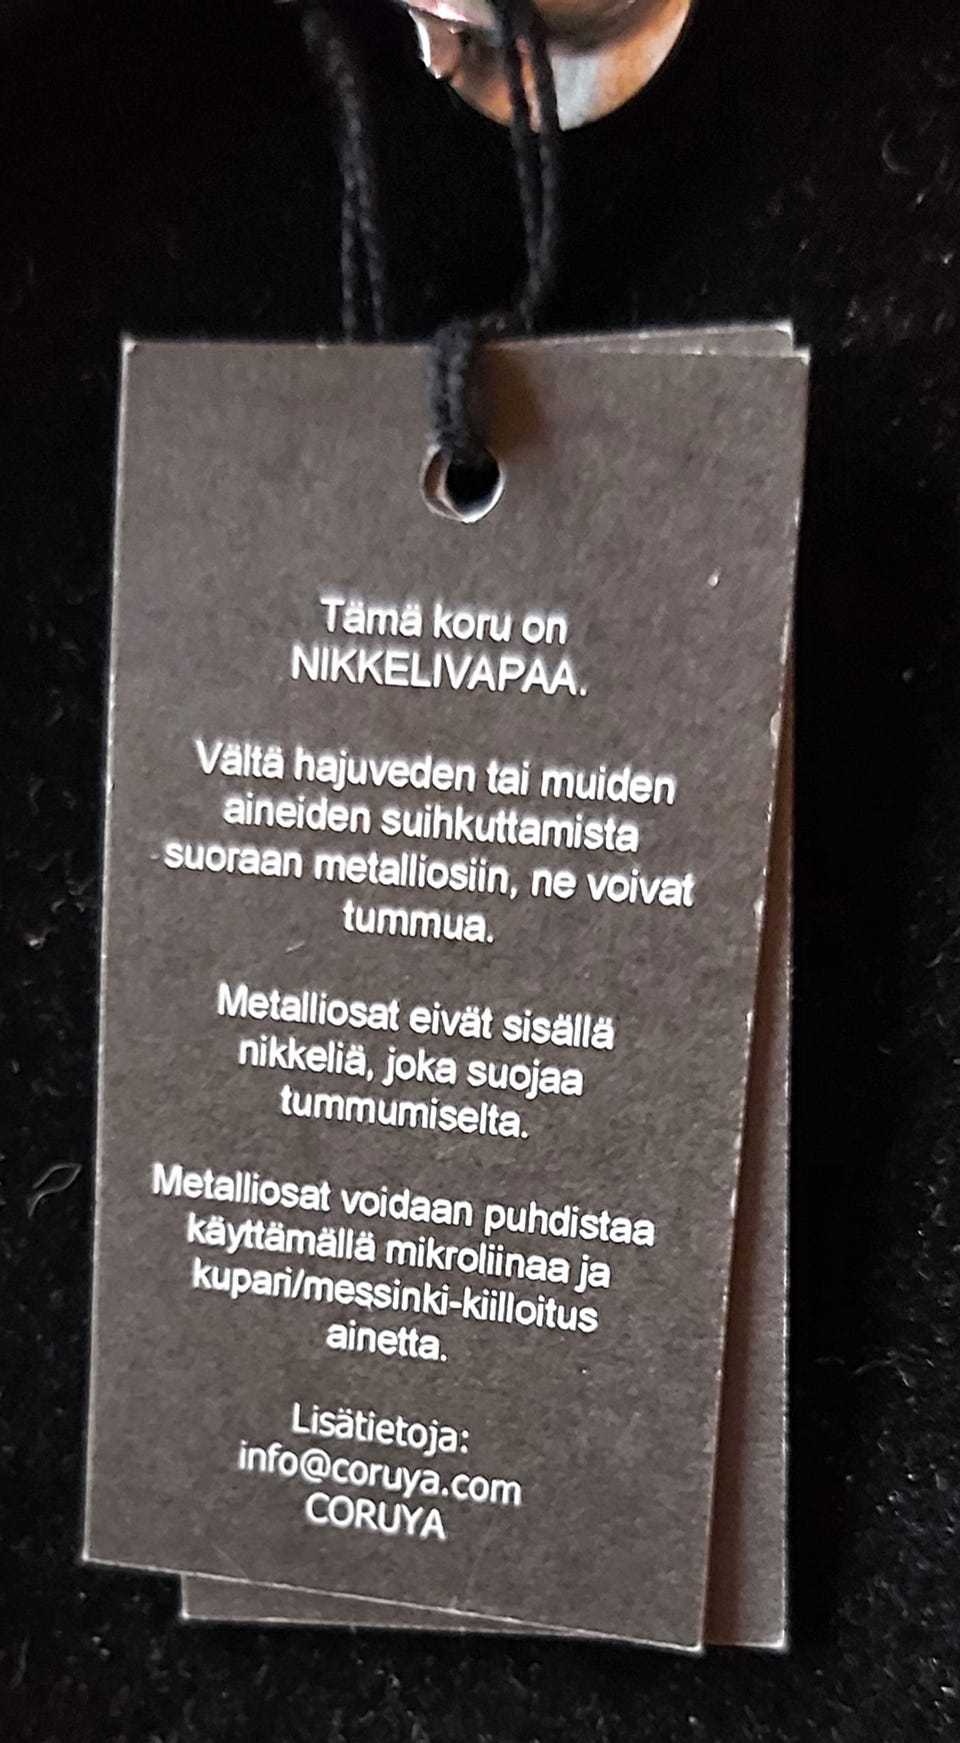 Tämä koru on
NIKKELIVAPAA.
Vältä hajuveden tai muiden
aineiden suihkuttamista
suoraan metalliosiin, ne voivat
tummua.
Metalliosat eivät sisällä
nikkeliä, joka suojaa
tummumiselta.
Metalliosat voidaan puhdistaa
käyttämällä mikroliinaa ja
kupari/messinki-kiilloitus
ainetta.
Lisätietoja:
info@coruya.com
CORUYA